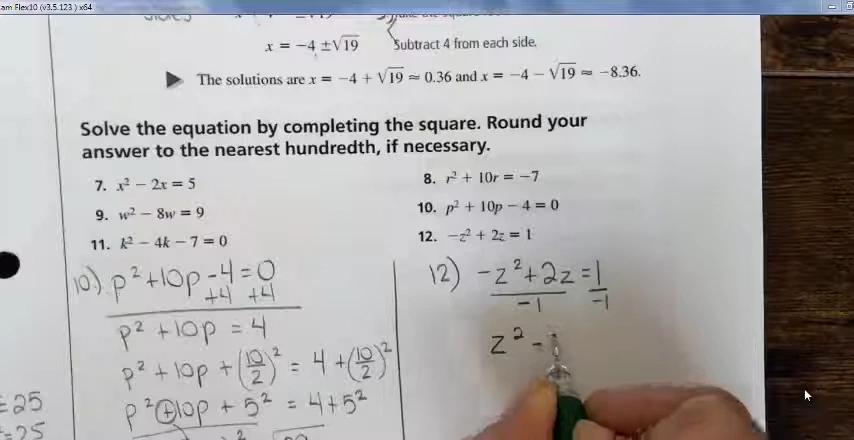 am Flex10 (v3.5.123 ) x64
x = −4 ±√19
Subtract 4 from each side.
The solutions are x = −4 + √19 ≈ 0.36 and x = −4 − √19 ≈ −8.36.
Solve the equation by completing the square. Round your
answer to the nearest hundredth, if necessary.
7. x² − 2x = 5
8. r² + 10r = −7
9. w² − 8w = 9
10. p² + 10p − 4 = 0
11. k² − 4k − 7 = 0
12. −z² + 2z = 1
10.) p² +10p -4 = 0
+4 +4
p² + 10p = 4
p² + 10p + (10/2)² = 4 + (10/2)²
p² + 10p + 5² = 4+5²
=25
=25
12) -z² +2z = 1
-1 -1
z² -